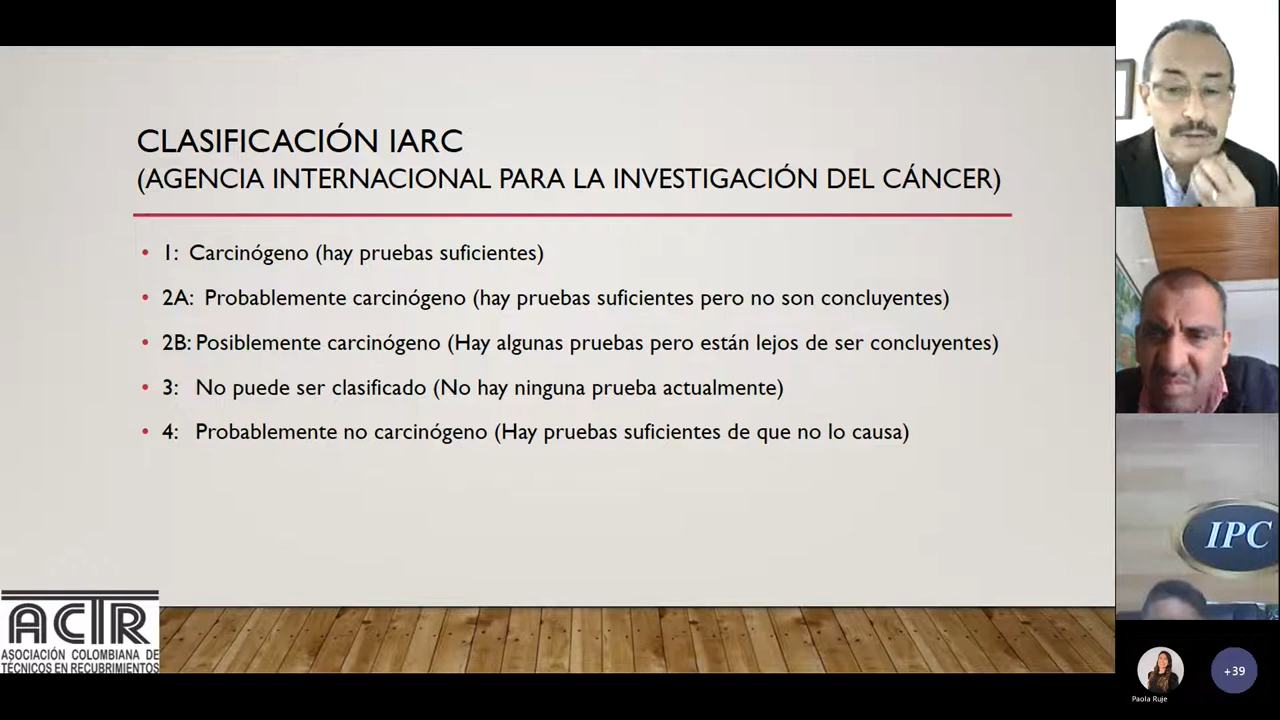 CLASIFICACIÓN IARC
(AGENCIA INTERNACIONAL PARA LA INVESTIGACIÓN DEL CÁNCER)
• 1: Carcinógeno (hay pruebas suficientes)
• 2A: Probablemente carcinógeno (hay pruebas suficientes pero no son concluyentes)
• 2B: Posiblemente carcinógeno (Hay algunas pruebas pero están lejos de ser concluyentes)
• 3: No puede ser clasificado (No hay ninguna prueba actualmente)
• 4: Probablemente no carcinógeno (Hay pruebas suficientes de que no lo causa)
ACTR
ASOCIACIÓN COLOMBIANA DE
TÉCNICOS EN RECUBRIMIENTOS
IPC
Paola Ruje
+39